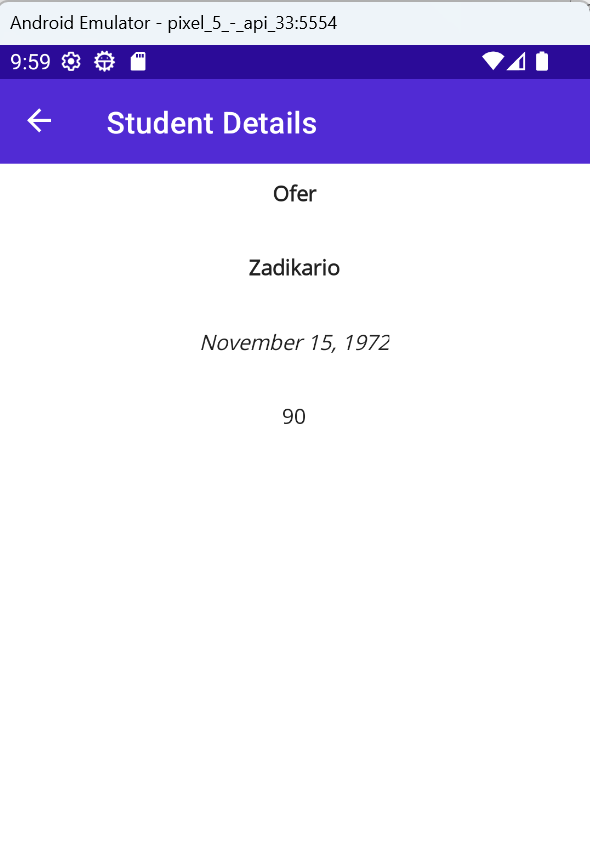 Android Emulator - pixel_5_-_api_33:5554
9:59
Student Details
Ofer
Zadikario
November 15, 1972
90